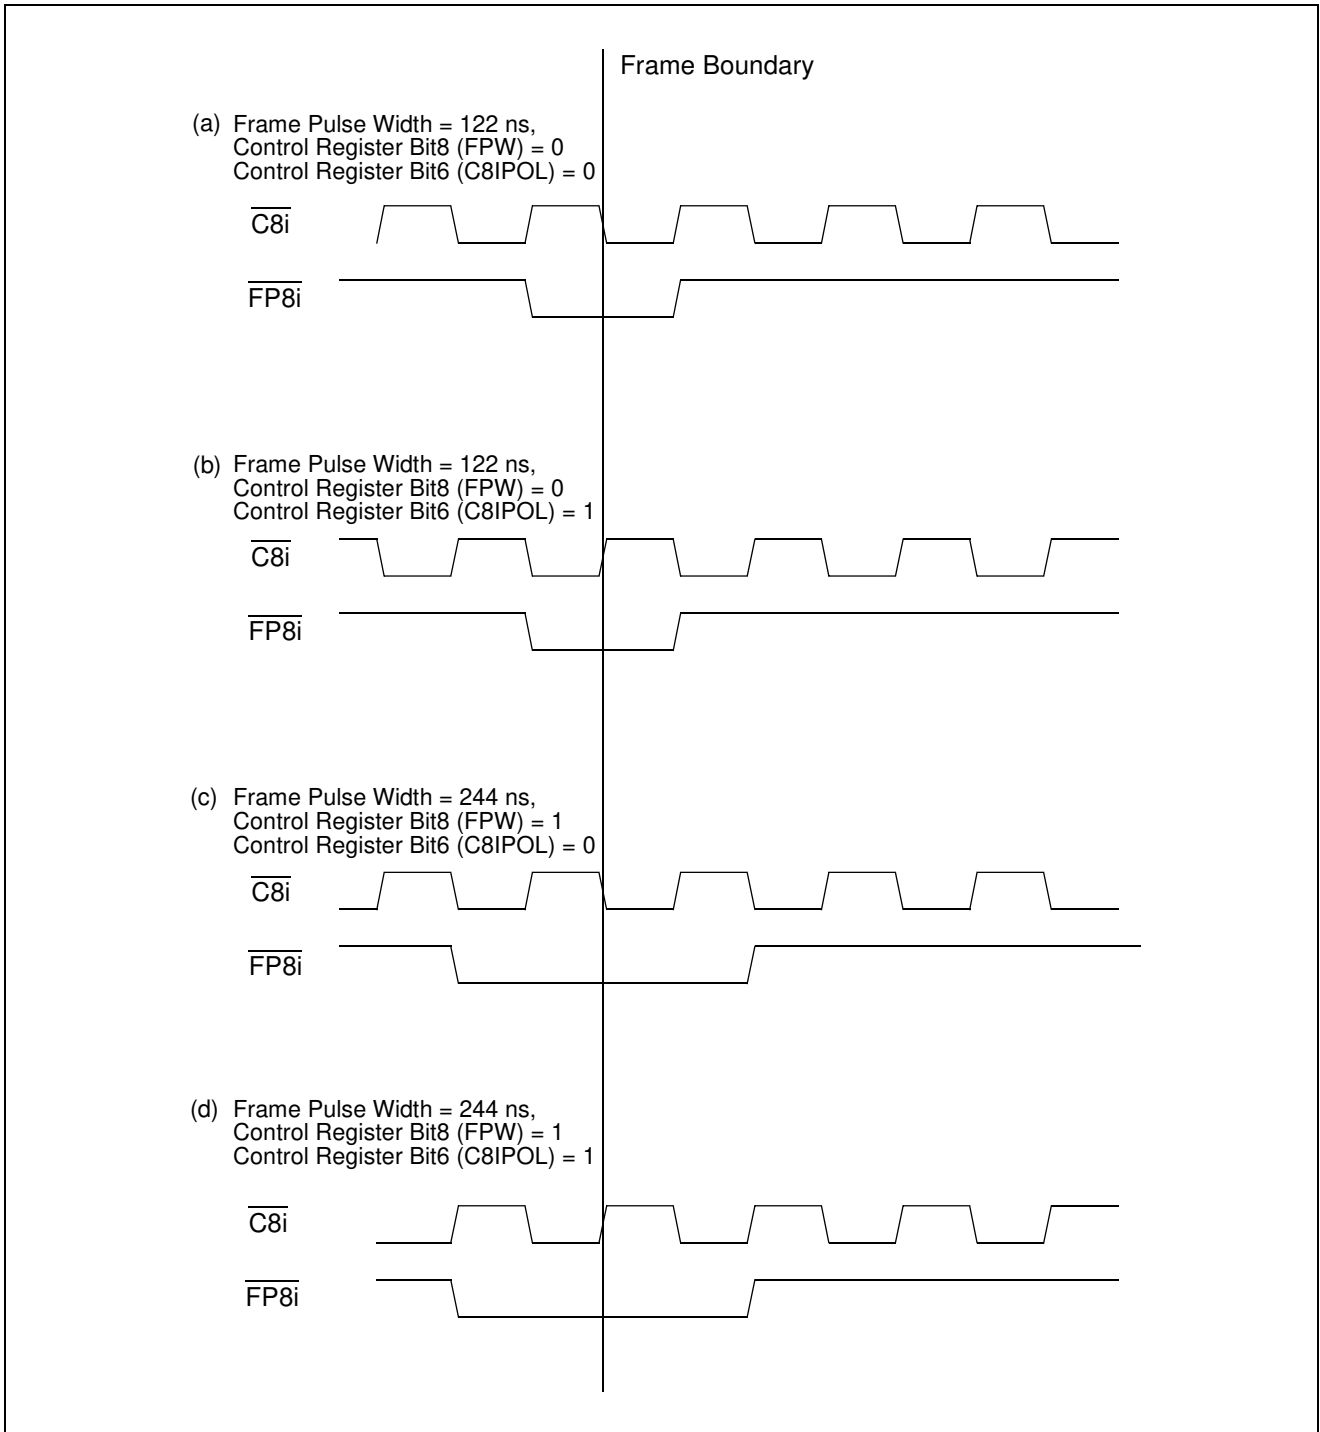 Frame Boundary
(a) Frame Pulse Width = 122 ns,
Control Register Bit8 (FPW) = 0
Control Register Bit6 (C8IPOL) = 0
C8i
FP8i
(b) Frame Pulse Width = 122 ns,
Control Register Bit8 (FPW) = 0
Control Register Bit6 (C8IPOL) = 1
C8i
FP8i
(c) Frame Pulse Width = 244 ns,
Control Register Bit8 (FPW) = 1
Control Register Bit6 (C8IPOL) = 0
C8i
FP8i
(d) Frame Pulse Width = 244 ns,
Control Register Bit8 (FPW) = 1
Control Register Bit6 (C8IPOL) = 1
C8i
FP8i